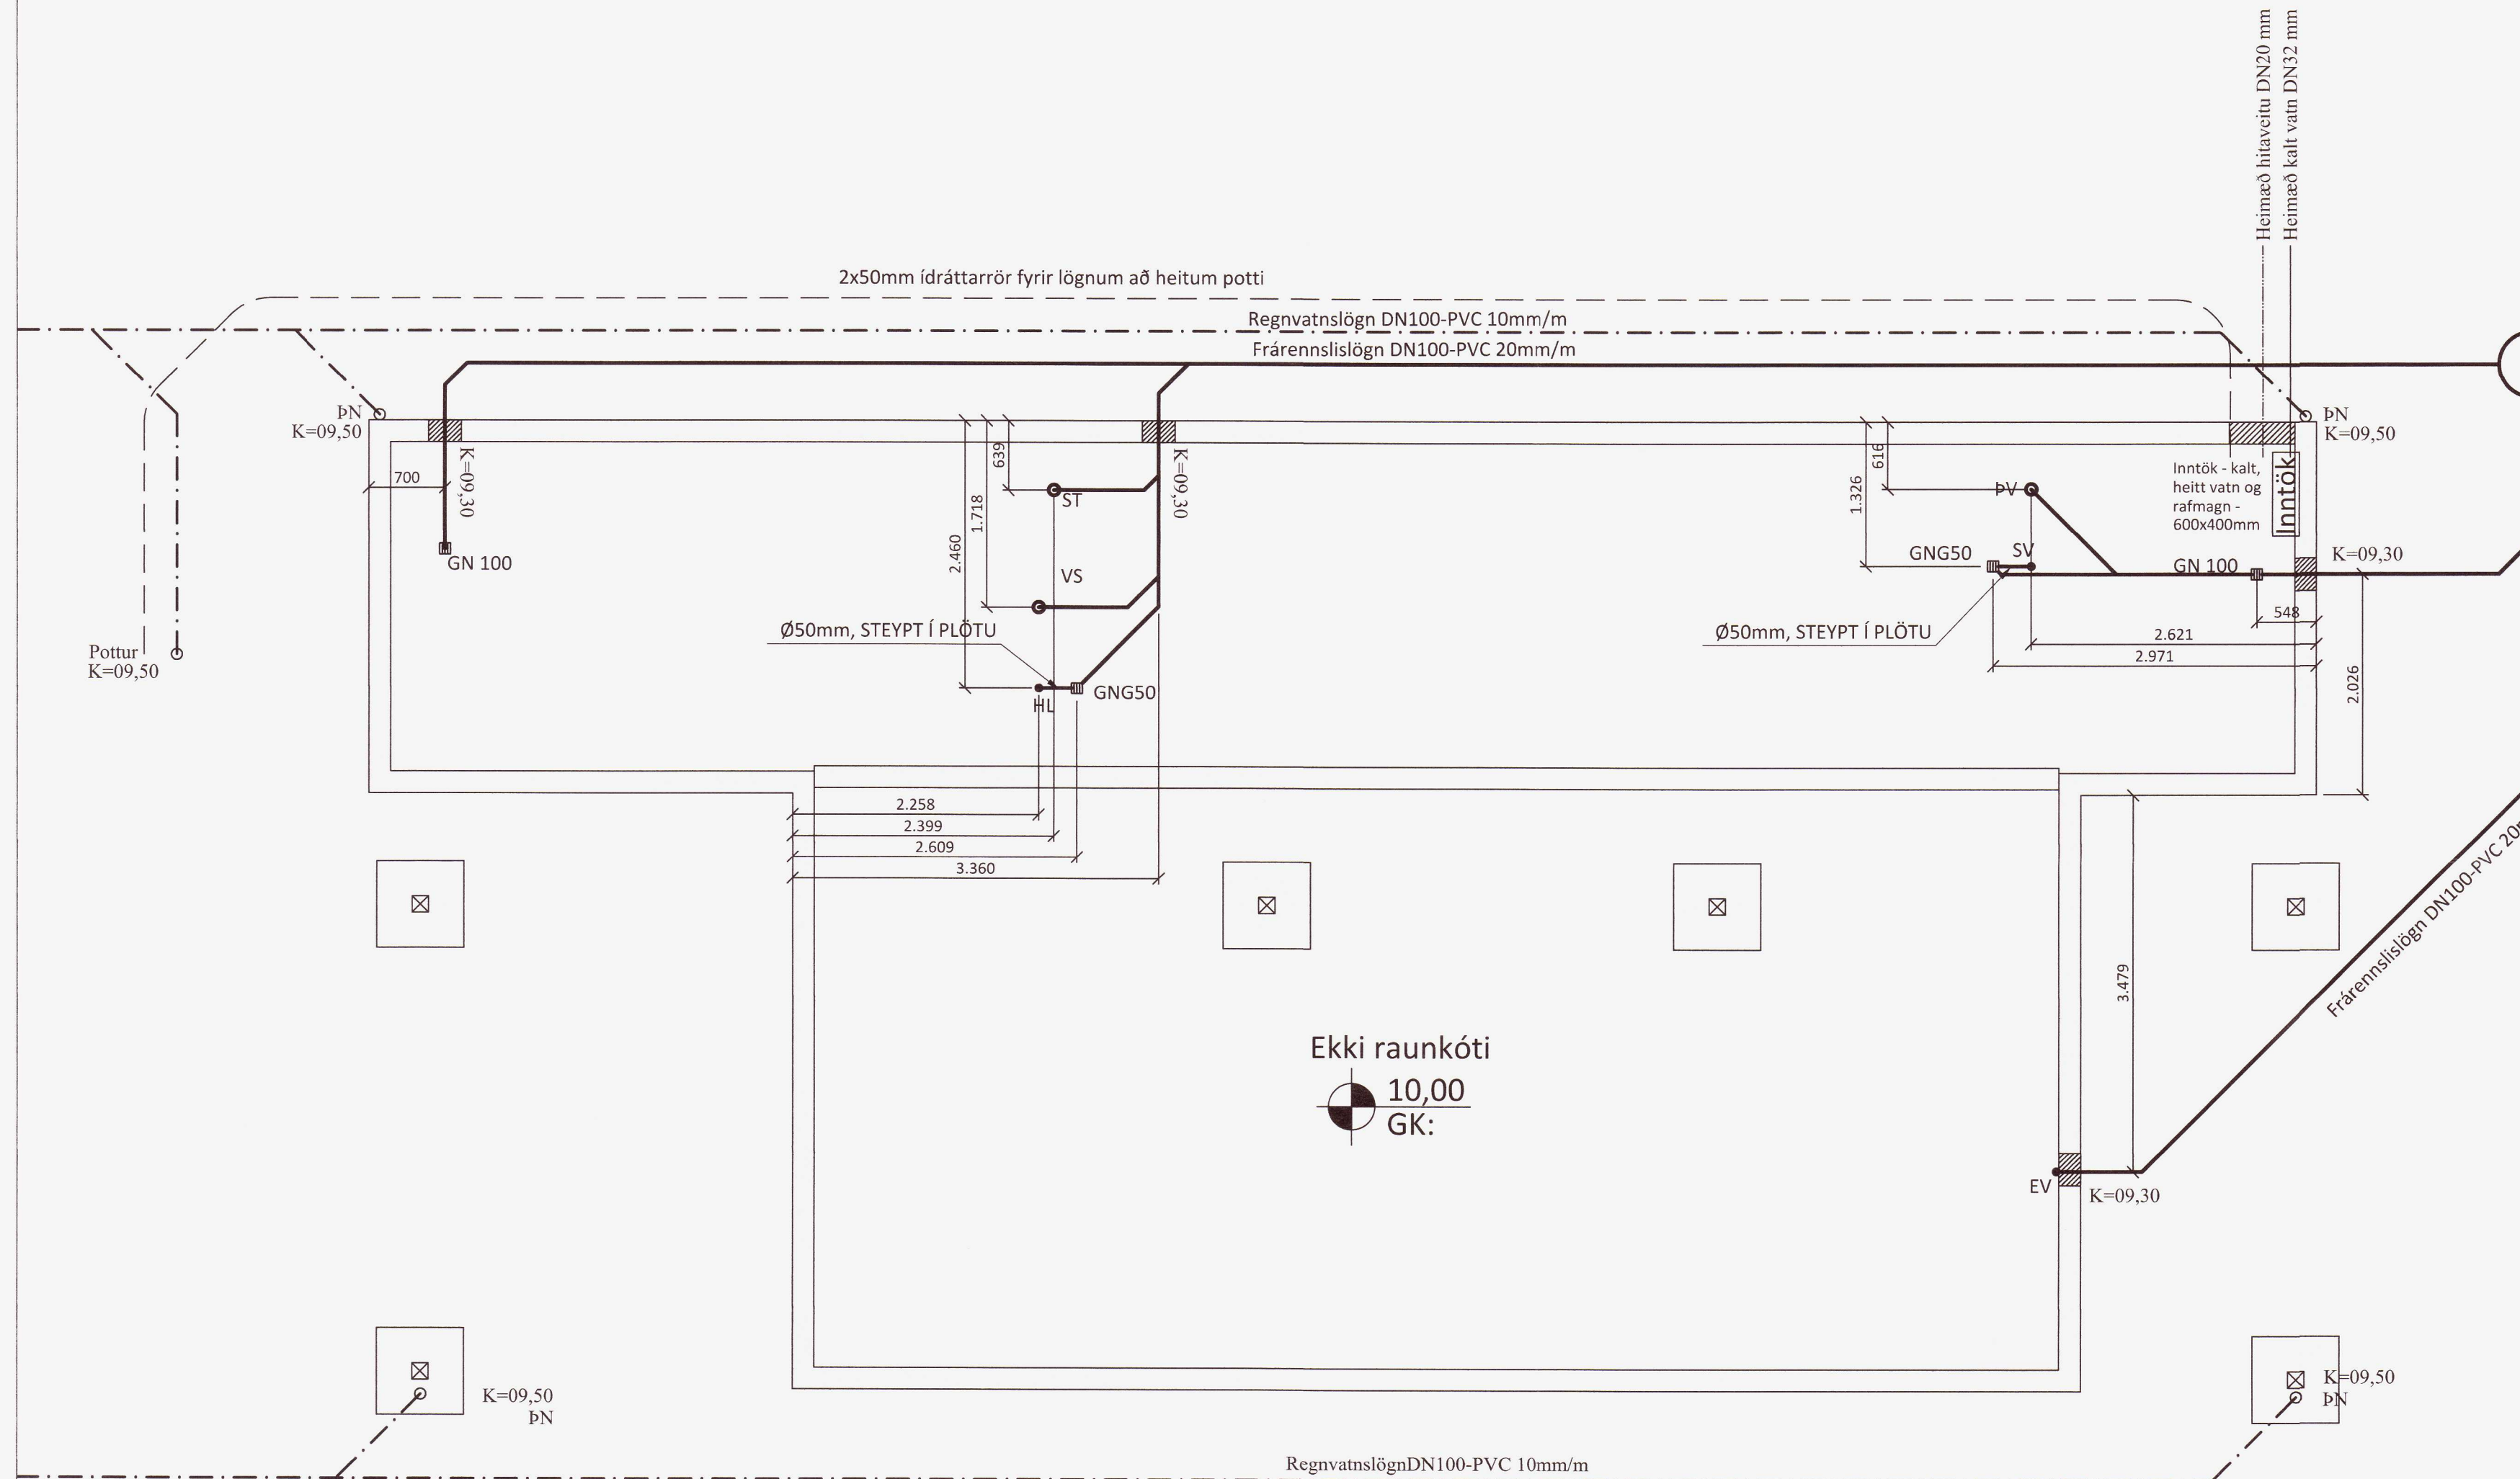 Heimæð hitaveitu DN20 mm
Heimæð kalt vatn DN32 mm
2x50mm ídráttarrör fyrir lögnum að heitum potti
Regnvatnslögn DN100-PVC 10mm/m
Frárennslislögn DN100-PVC 20mm/m
ÞN
K=09,50
ÞN
K=09,50
700
K=09,30
GN 100
639
1.718
2.460
ST
K=09,30
VS
Ø50mm, STEYPT Í PLÖTU
HL
GNG50
616
1.326
ÞV
SV
GNG50
GN 100
Inntök - kalt,
heitt vatn og
rafmagn -
600x400mm
Inntök
K=09,30
Ø50mm, STEYPT Í PLÖTU
548
2.621
2.971
2.026
Pottur
K=09,50
2.258
2.399
2.609
3.360
3.479
Frárennslislögn DN100-PVC
Ekki raunkóti
10,00
GK:
EV
K=09,30
K=09,50
ÞN
K=09,50
ÞN
RegnvatnslögnDN100-PVC 10mm/m